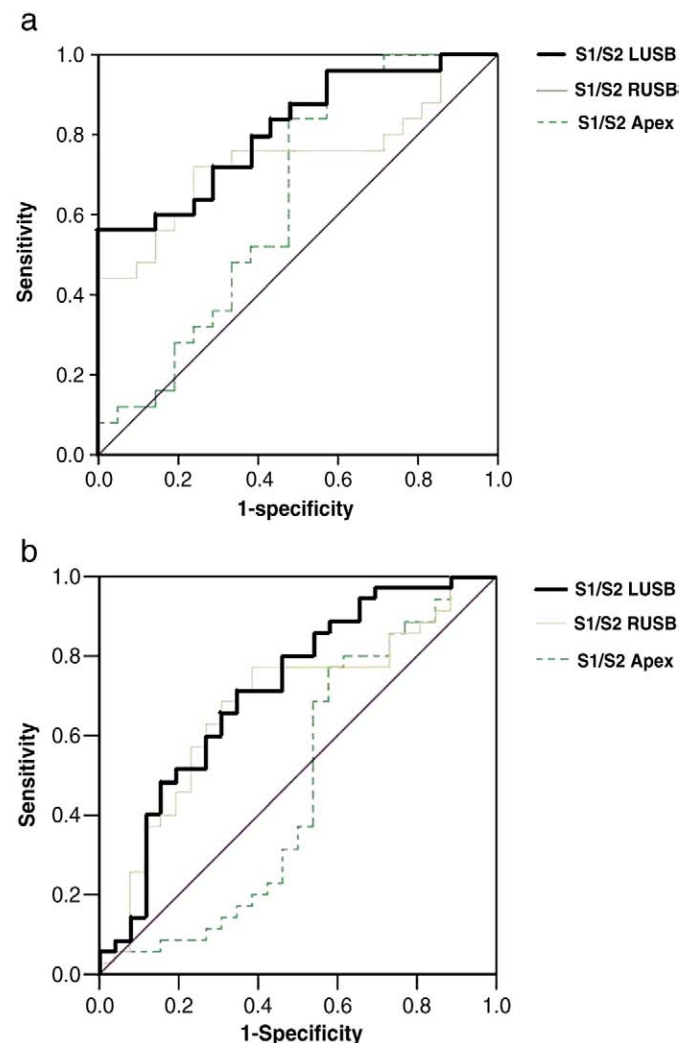 a
S1/S2 LUSB
S1/S2 RUSB
S1/S2 Apex
1.0
0.8
0.6
0.4
0.2
0.0
Sensitivity
0.0 0.2 0.4 0.6 0.8 1.0
1-specificity
b
S1/S2 LUSB
S1/S2 RUSB
S1/S2 Apex
1.0
0.8
0.6
0.4
0.2
0.0
Sensitivity
0.0 0.2 0.4 0.6 0.8 1.0
1-Specificity